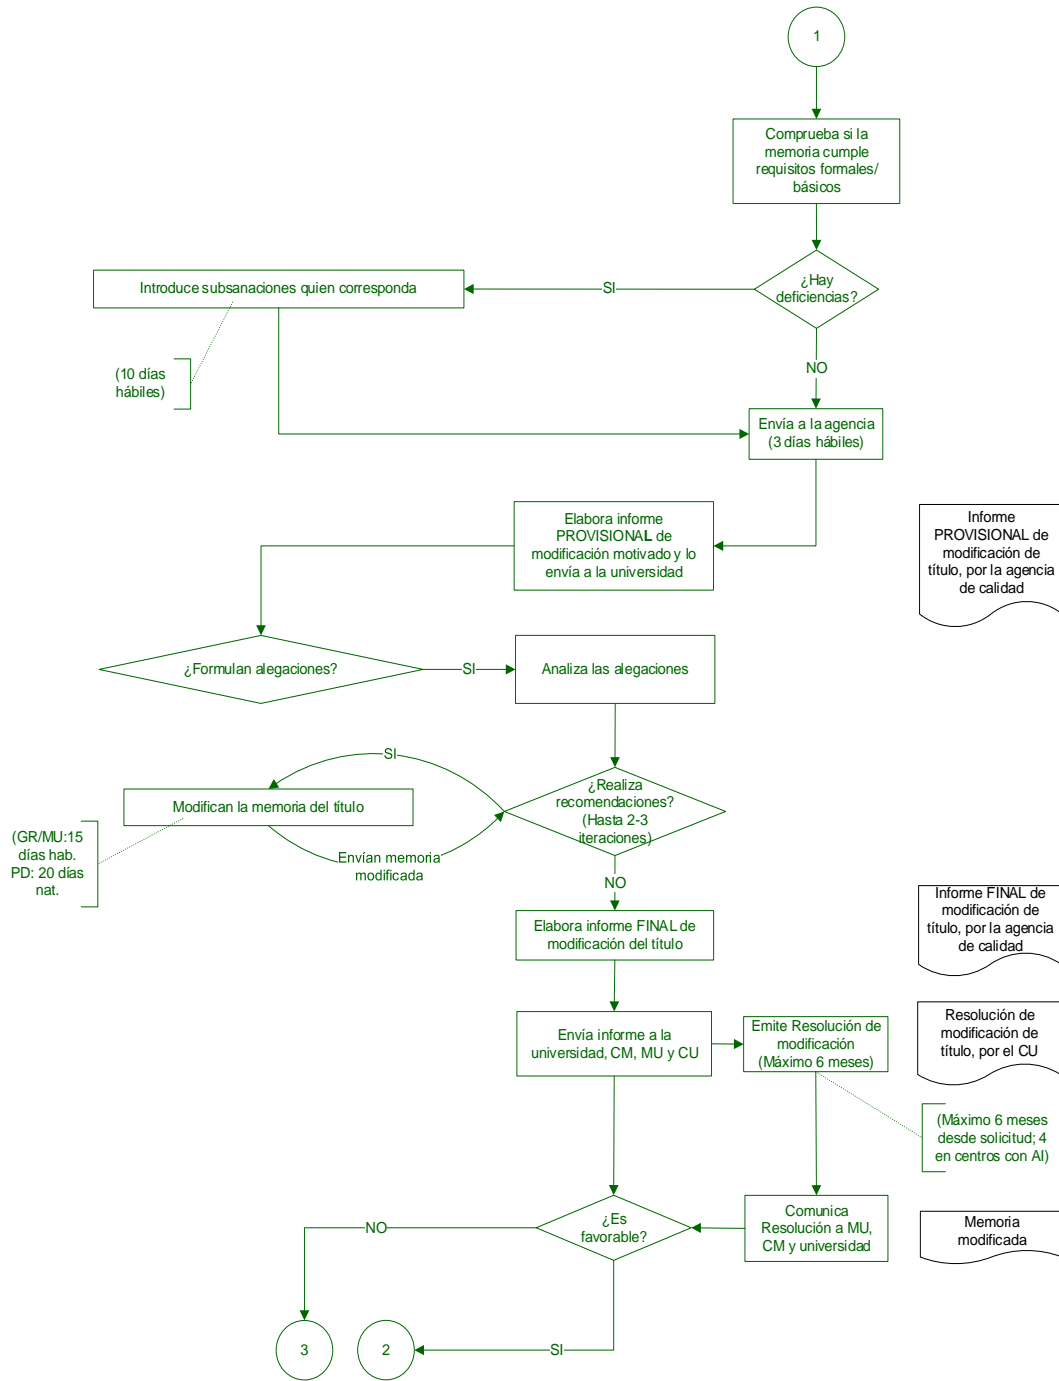 1
Comprueba si la
memoria cumple
requisitos formales/
básicos
¿Hay
deficiencias?
SI
Introduce subsanaciones quien corresponda
(10 días
hábiles)
NO
Envía a la agencia
(3 días hábiles)
Elabora informe
PROVISIONAL de
modificación motivado y lo
envía a la universidad
Informe
PROVISIONAL de
modificación de
título, por la agencia
de calidad
¿Formulan alegaciones?
SI
Analiza las alegaciones
SI
¿Realiza
recomendaciones?
(Hasta 2-3
iteraciones)
Modifican la memoria del título
(GR/MU:15
días hab.
PD: 20 días
nat.
Envían memoria
modificada
NO
Elabora informe FINAL de
modificación del título
Informe FINAL de
modificación de
título, por la agencia
de calidad
Envía informe a la
universidad, CM, MU y CU
Emite Resolución de
modificación
(Máximo 6 meses)
Resolución de
modificación de
título, por el CU
(Máximo 6 meses
desde solicitud; 4
en centros con AI)
¿Es
favorable?
Comunica
Resolución a MU,
CM y universidad
Memoria
modificada
NO
SI
3
2